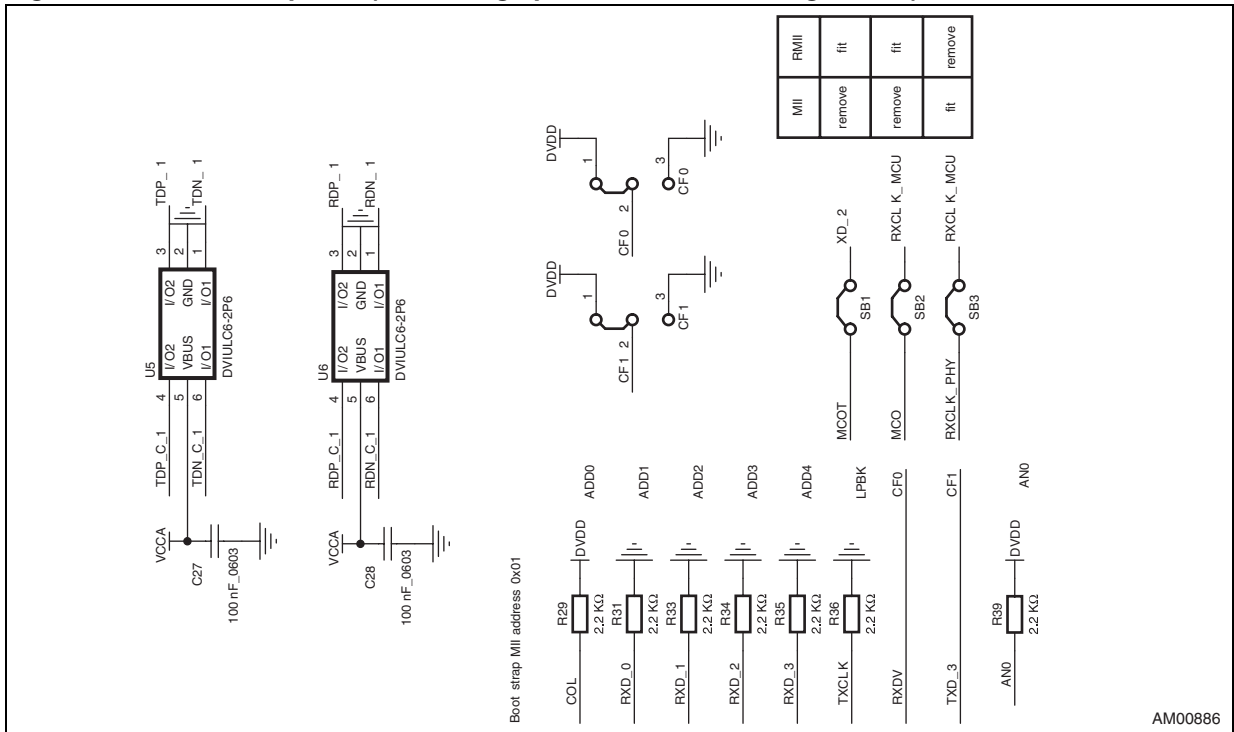 MII RMII
remove fit
remove fit
fit remove
DVDD
1
2
3
CF0
CF0
DVDD
1
2
3
CF1
CF1
MCOT SB1 XD_2
MCO SB2 RXCLK_MCU
RXCLK_PHY SB3 RXCLK_MCU
U5
TDP_C_1 4 I/O2 I/O2 3 TDP_1
5 VBUS GND 2
TDN_C_1 6 I/O1 I/O1 1 TDN_1
DVIULC6-2P6
VCCA
C27
100 nF_0603
U6
RDP_C_1 4 I/O2 I/O2 3 RDP_1
5 VBUS GND 2
RDN_C_1 6 I/O1 I/O1 1 RDN_1
DVIULC6-2P6
VCCA
C28
100 nF_0603
Boot strap MII address 0x01
COL R29 2.2 KΩ DVDD ADD0
RXD_0 R31 2.2 KΩ ADD1
RXD_1 R33 2.2 KΩ ADD2
RXD_2 R34 2.2 KΩ ADD3
RXD_3 R35 2.2 KΩ ADD4
TXCLK R36 2.2 KΩ LPBK
RXDV CF0
TXD_3 CF1
AN0 R39 2.2 KΩ DVDD AN0
AM00886